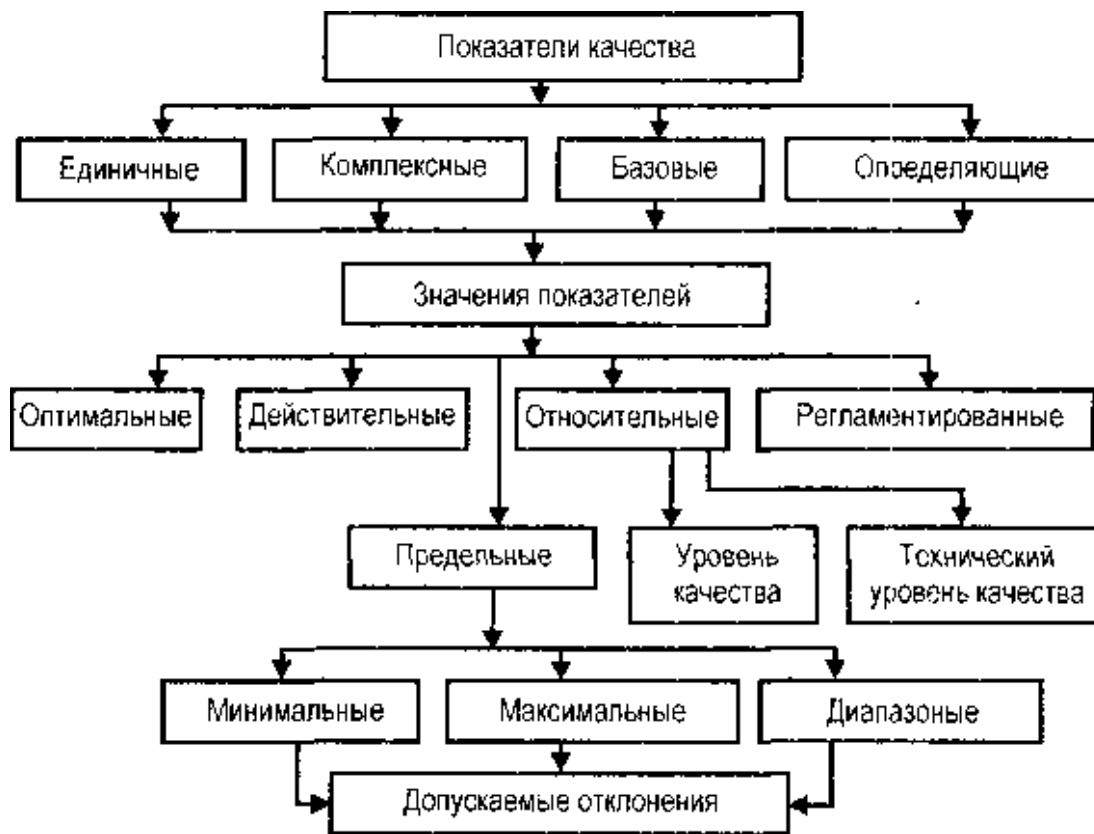 Показатели качества
Единичные
Комплексные
Базовые
Определяющие
Значения показателей
Оптимальные
Действительные
Относительные
Регламентированные
Предельные
Уровень
качества
Технический
уровень качества
Минимальные
Максимальные
Диапазоные
Допускаемые отклонения